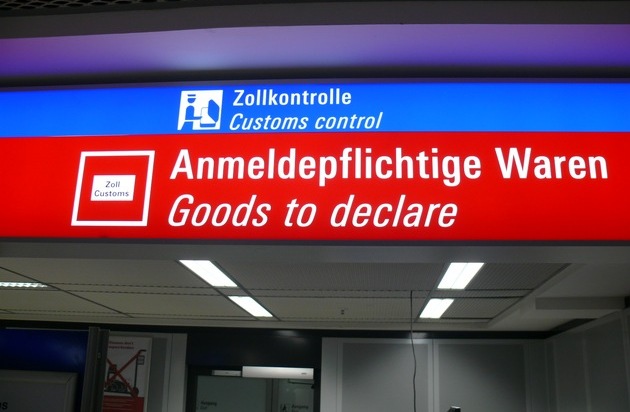 Zollkontrolle
Customs control
Anmeldepflichtige Waren
Goods to declare
Zoll
Customs